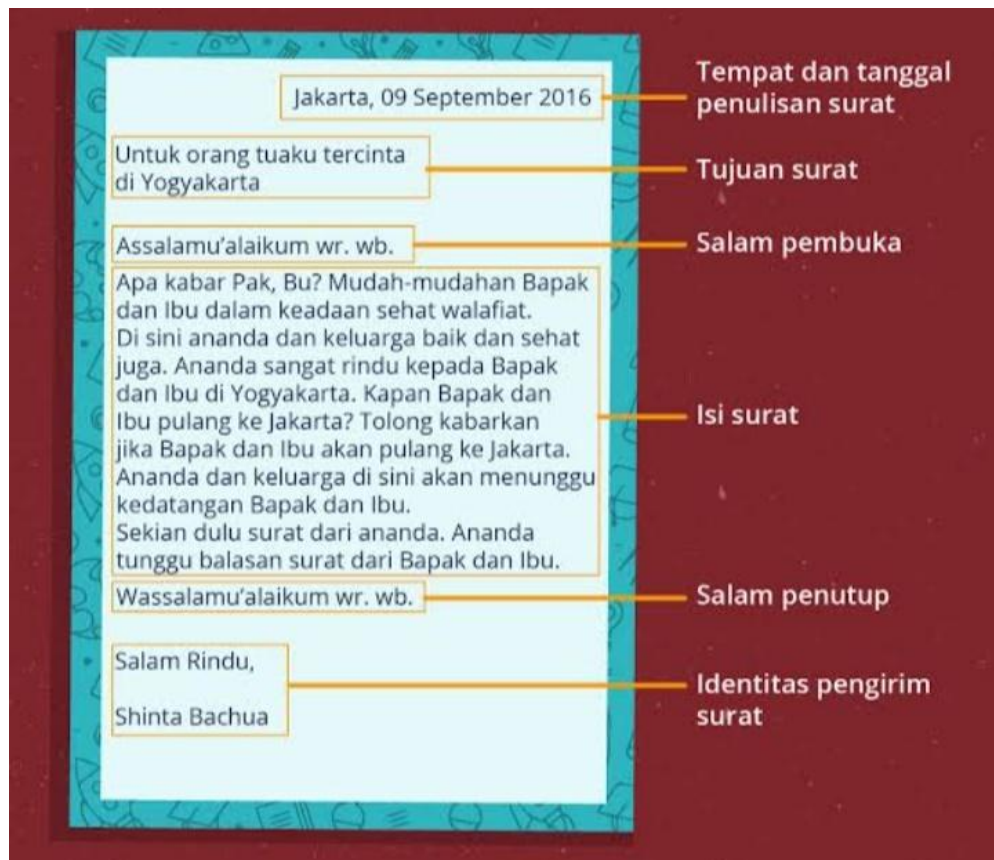 Jakarta, 09 September 2016
Tempat dan tanggal
penulisan surat
Untuk orang tuaku tercinta
di Yogyakarta
Tujuan surat
Assalamu'alaikum wr. wb.
Salam pembuka
Apa kabar Pak, Bu? Mudah-mudahan Bapak
dan Ibu dalam keadaan sehat walafiat.
Di sini ananda dan keluarga baik dan sehat
juga. Ananda sangat rindu kepada Bapak
dan Ibu di Yogyakarta. Kapan Bapak dan
Ibu pulang ke Jakarta? Tolong kabarkan
jika Bapak dan Ibu akan pulang ke Jakarta.
Ananda dan keluarga di sini akan menunggu
kedatangan Bapak dan Ibu.
Sekian dulu surat dari ananda. Ananda
tunggu balasan surat dari Bapak dan Ibu.
Isi surat
Wassalamu'alaikum wr. wb.
Salam penutup
Salam Rindu,
Shinta Bachua
Identitas pengirim
surat